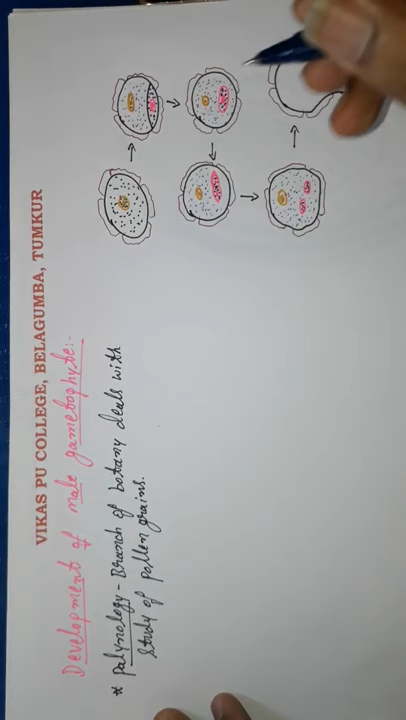 VIKAS PU COLLEGE, BELAGUMBA, TUMKUR
Development of male gametophyte:-
* Palynology - Branch of botany deals with
study of pollen grains.